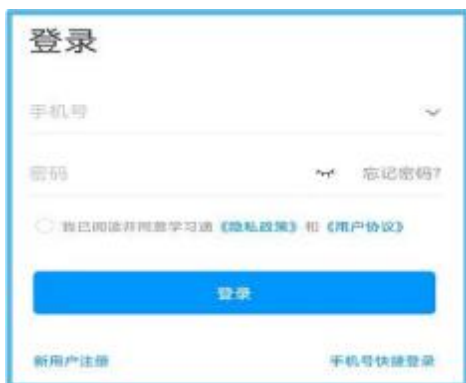 登录
手机号
密码 忘记密码?
我已阅读并同意学习通《隐私政策》和《用户协议》
登录
新用户注册 手机号快捷登录